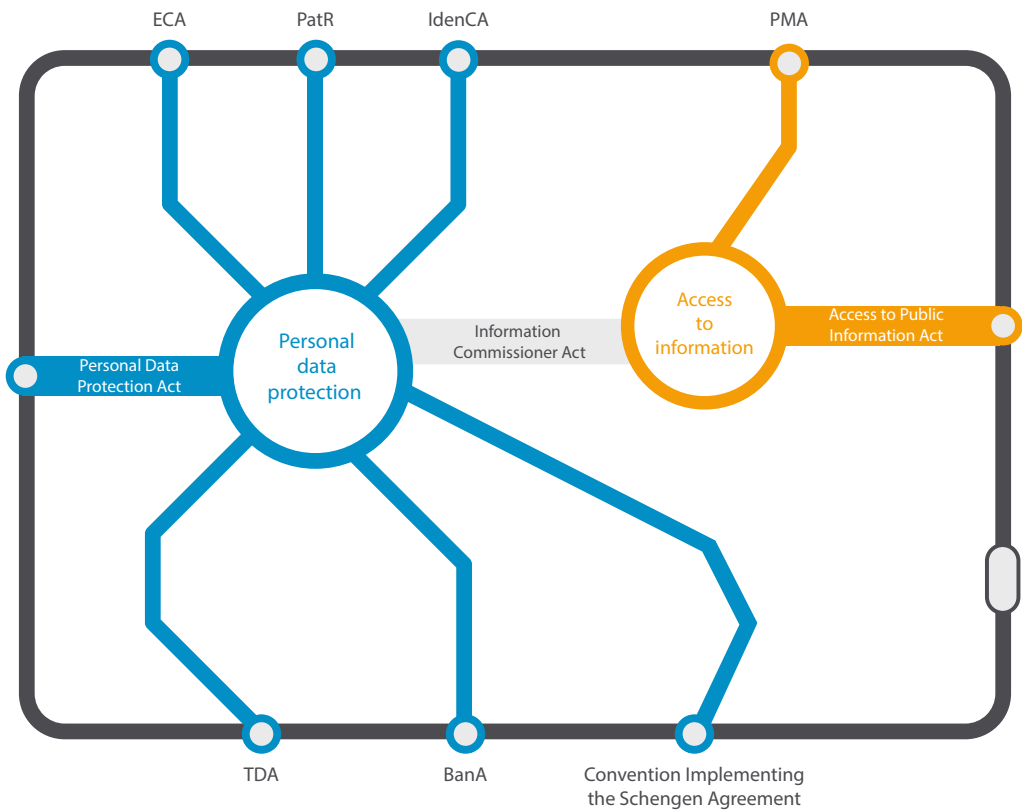 ECA
PatR
IdenCA
PMA
Access
to
information
Access to Public
Information Act
Information
Commissioner Act
Personal
data
protection
Personal Data
Protection Act
TDA
BanA
Convention Implementing
the Schengen Agreement